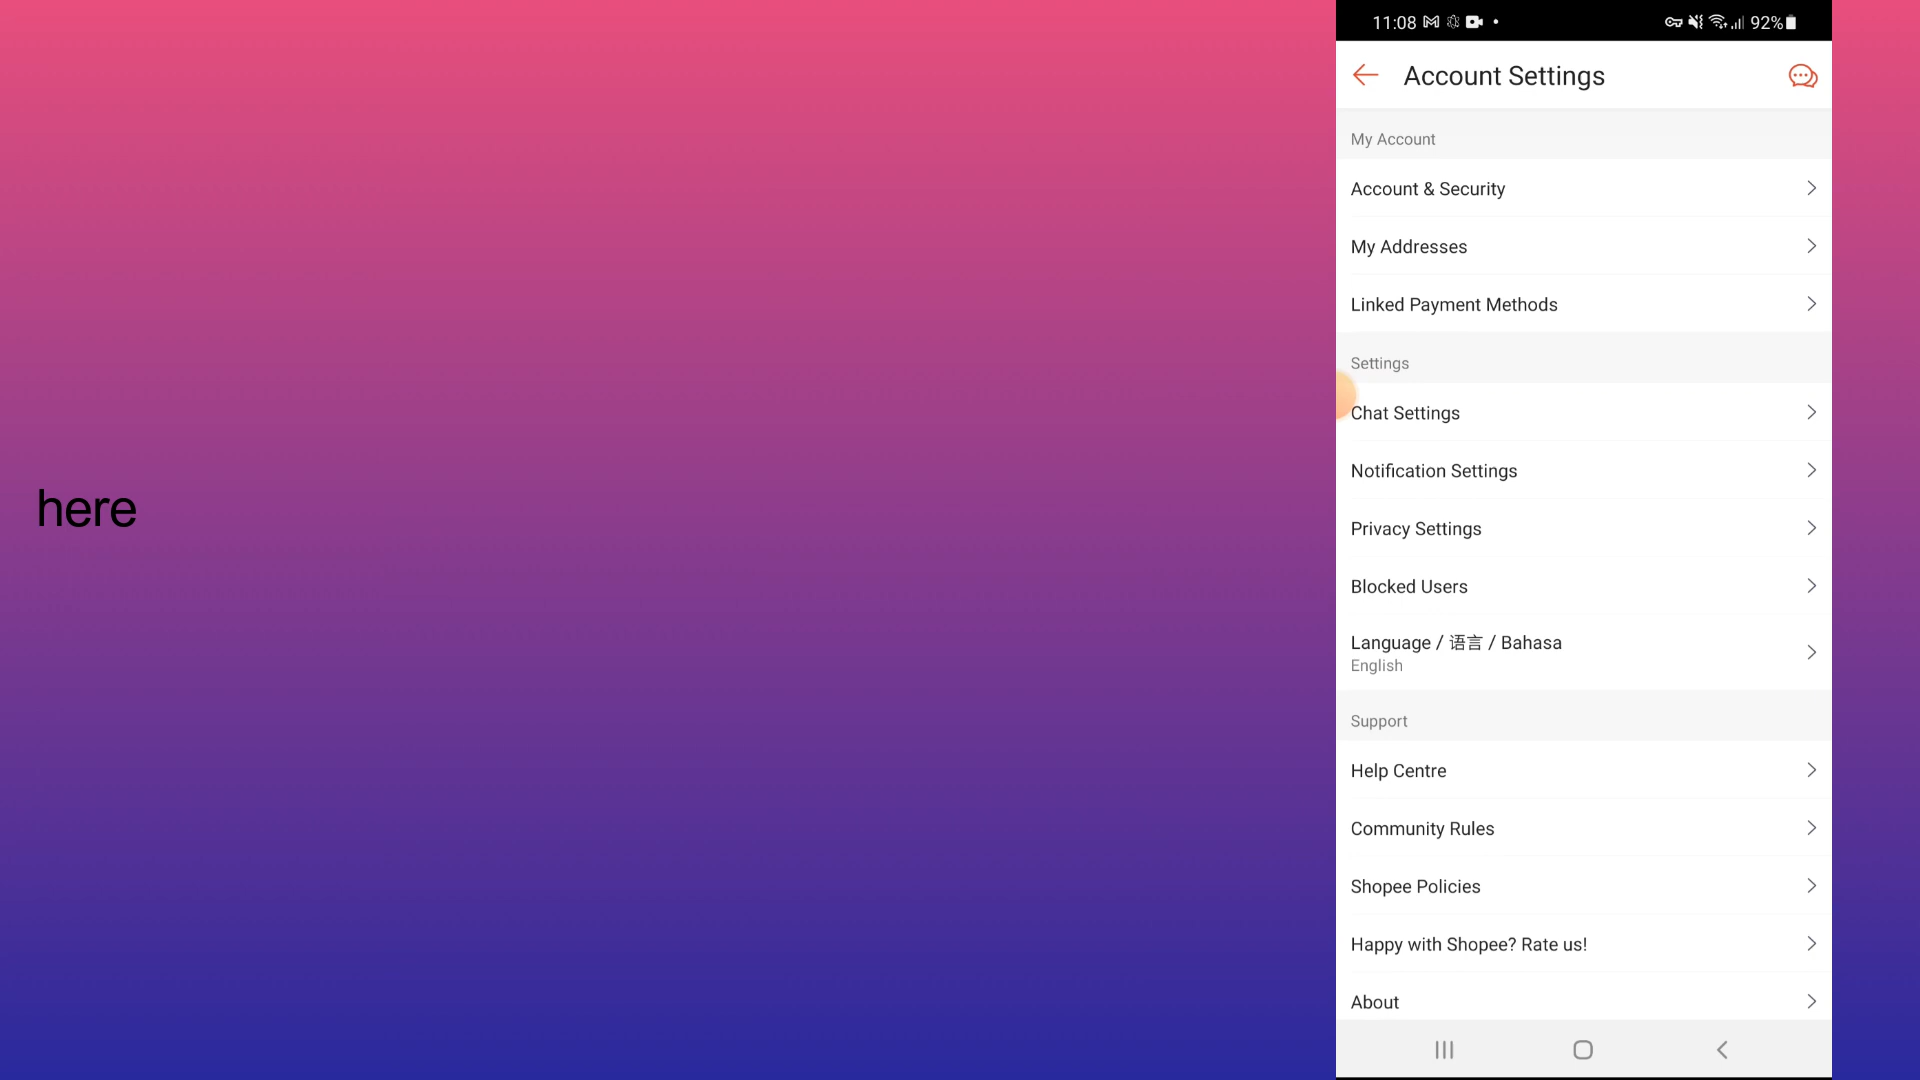 here
11:08
92%
Account Settings
My Account
Account & Security
My Addresses
Linked Payment Methods
Settings
Chat Settings
Notification Settings
Privacy Settings
Blocked Users
Language / 语言 / Bahasa
English
Support
Help Centre
Community Rules
Shopee Policies
Happy with Shopee? Rate us!
About